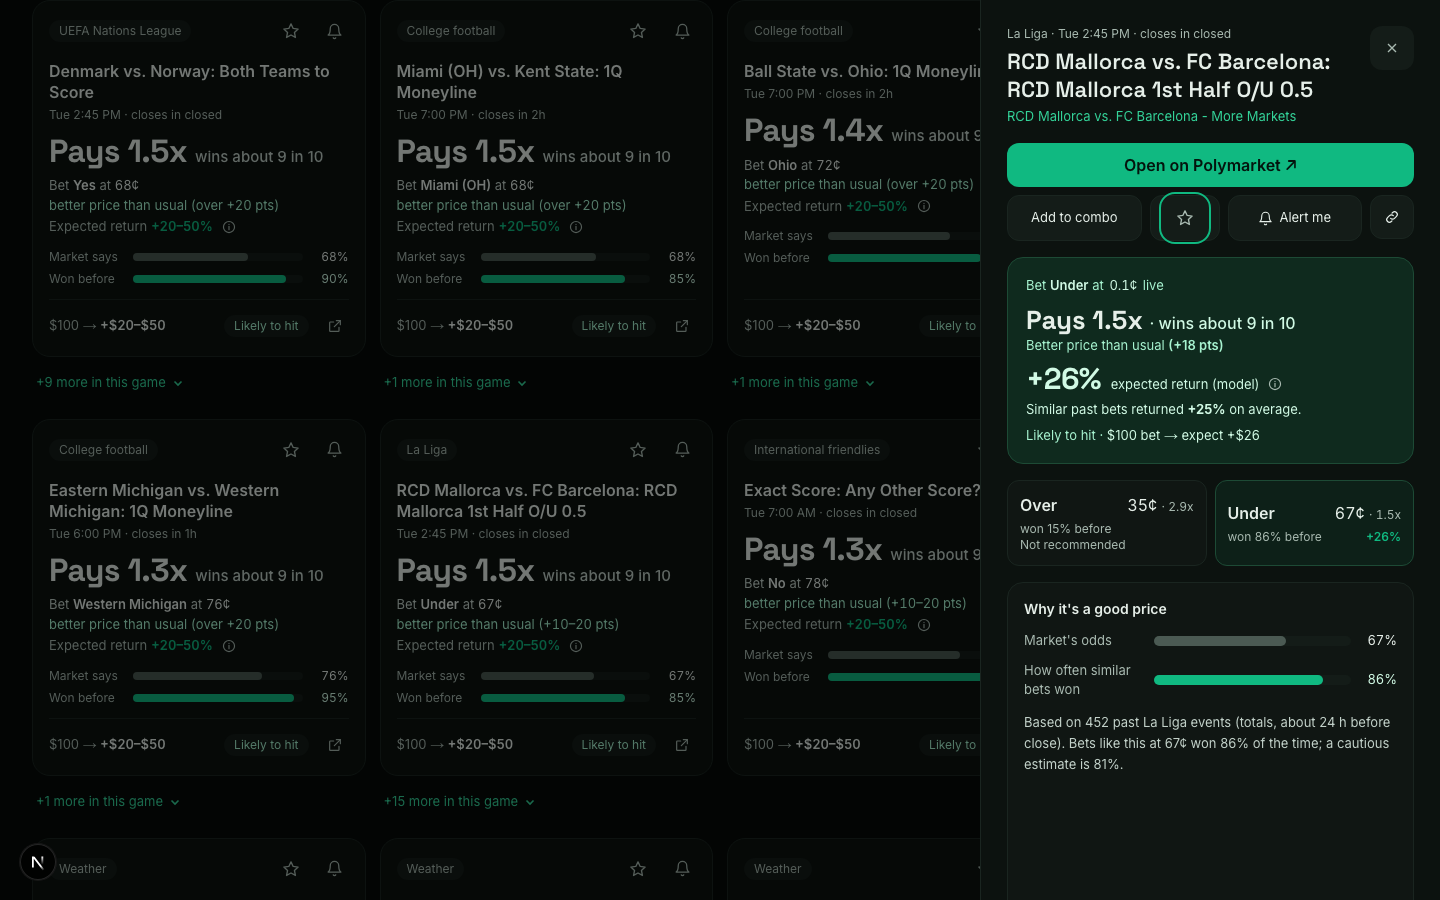 UEFA Nations League
Denmark vs. Norway: Both Teams to
Score
Tue 2:45 PM · closes in closed
Pays 1.5x wins about 9 in 10
Bet Yes at 68¢
better price than usual (over +20 pts)
Expected return +20–50%
Market says 68%
Won before 90%
$100 → +$20–$50 Likely to hit
+9 more in this game
College football
Miami (OH) vs. Kent State: 1Q
Moneyline
Tue 7:00 PM · closes in 2h
Pays 1.5x wins about 9 in 10
Bet Miami (OH) at 68¢
better price than usual (over +20 pts)
Expected return +20–50%
Market says 68%
Won before 85%
$100 → +$20–$50 Likely to hit
+1 more in this game
College football
Ball State vs. Ohio: 1Q Moneylin
Tue 7:00 PM · closes in 2h
Pays 1.4x wins about 9
Bet Ohio at 72¢
better price than usual (over +20 pts)
Expected return +20–50%
Market says
Won before
$100 → +$20–$50 Likely to
+1 more in this game
College football
Eastern Michigan vs. Western
Michigan: 1Q Moneyline
Tue 6:00 PM · closes in 1h
Pays 1.3x wins about 9 in 10
Bet Western Michigan at 76¢
better price than usual (over +20 pts)
Expected return +20–50%
Market says 76%
Won before 95%
$100 → +$20–$50 Likely to hit
+1 more in this game
La Liga
RCD Mallorca vs. FC Barcelona: RCD
Mallorca 1st Half O/U 0.5
Tue 2:45 PM · closes in closed
Pays 1.5x wins about 9 in 10
Bet Under at 67¢
better price than usual (+10–20 pts)
Expected return +20–50%
Market says 67%
Won before 85%
$100 → +$20–$50 Likely to hit
+15 more in this game
International friendlies
Exact Score: Any Other Score?
Tue 7:00 AM · closes in closed
Pays 1.3x wins about 9
Bet No at 78¢
better price than usual (+10–20 pts)
Expected return +20–50%
Market says
Won before
$100 → +$20–$50 Likely to
N
Weather
Weather
Weather
La Liga · Tue 2:45 PM · closes in closed
RCD Mallorca vs. FC Barcelona:
RCD Mallorca 1st Half O/U 0.5
RCD Mallorca vs. FC Barcelona - More Markets
Open on Polymarket ↗
Add to combo
Alert me
Bet Under at 0.1¢ live
Pays 1.5x · wins about 9 in 10
Better price than usual (+18 pts)
+26% expected return (model)
Similar past bets returned +25% on average.
Likely to hit · $100 bet → expect +$26
Over 35¢ · 2.9x
won 15% before
Not recommended
Under 67¢ · 1.5x
won 86% before +26%
Why it's a good price
Market's odds 67%
How often similar
bets won 86%
Based on 452 past La Liga events (totals, about 24 h before
close). Bets like this at 67¢ won 86% of the time; a cautious
estimate is 81%.